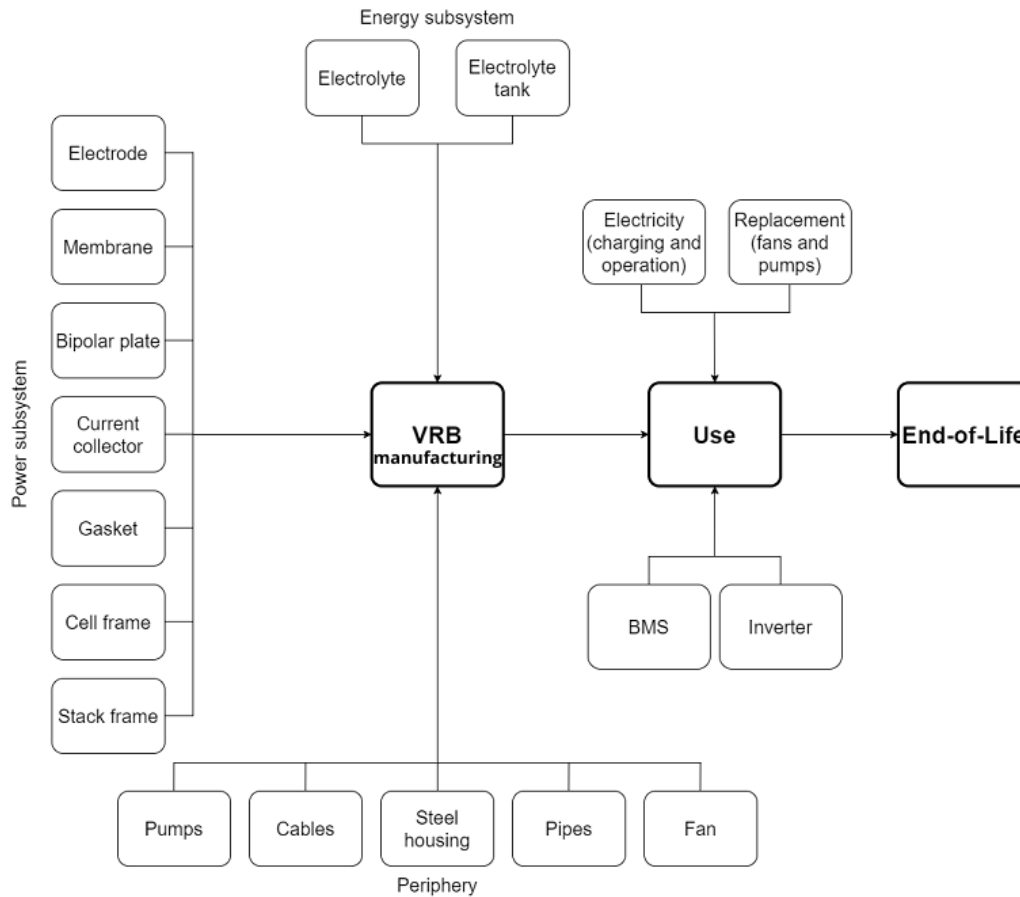 Energy subsystem
Electrolyte
Electrolyte
tank
Electrode
Membrane
Bipolar plate
Current
collector
Gasket
Cell frame
Stack frame
Power subsystem
VRB
manufacturing
Electricity
(charging and
operation)
Replacement
(fans and
pumps)
Use
End-of-Life
BMS
Inverter
Pumps
Cables
Steel
housing
Pipes
Fan
Periphery